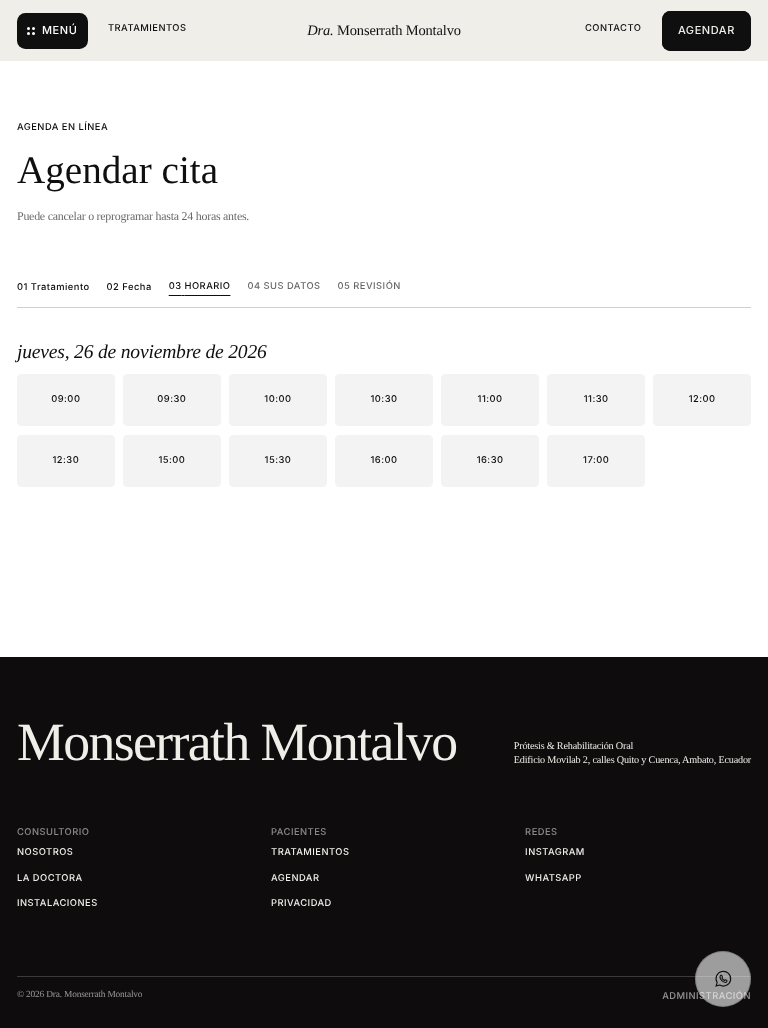 MENÚ
TRATAMIENTOS
Dra. Monserrath Montalvo
CONTACTO
AGENDAR
AGENDA EN LÍNEA
Agendar cita
Puede cancelar o reprogramar hasta 24 horas antes.
01 Tratamiento 02 Fecha 03 HORARIO 04 SUS DATOS 05 REVISIÓN
jueves, 26 de noviembre de 2026
09:00 09:30 10:00 10:30 11:00 11:30 12:00
12:30 15:00 15:30 16:00 16:30 17:00
Monserrath Montalvo
Prótesis & Rehabilitación Oral
Edificio Movilab 2, calles Quito y Cuenca, Ambato, Ecuador
CONSULTORIO
NOSOTROS
LA DOCTORA
INSTALACIONES
PACIENTES
TRATAMIENTOS
AGENDAR
PRIVACIDAD
REDES
INSTAGRAM
WHATSAPP
© 2026 Dra. Monserrath Montalvo
ADMINISTRACIÓN